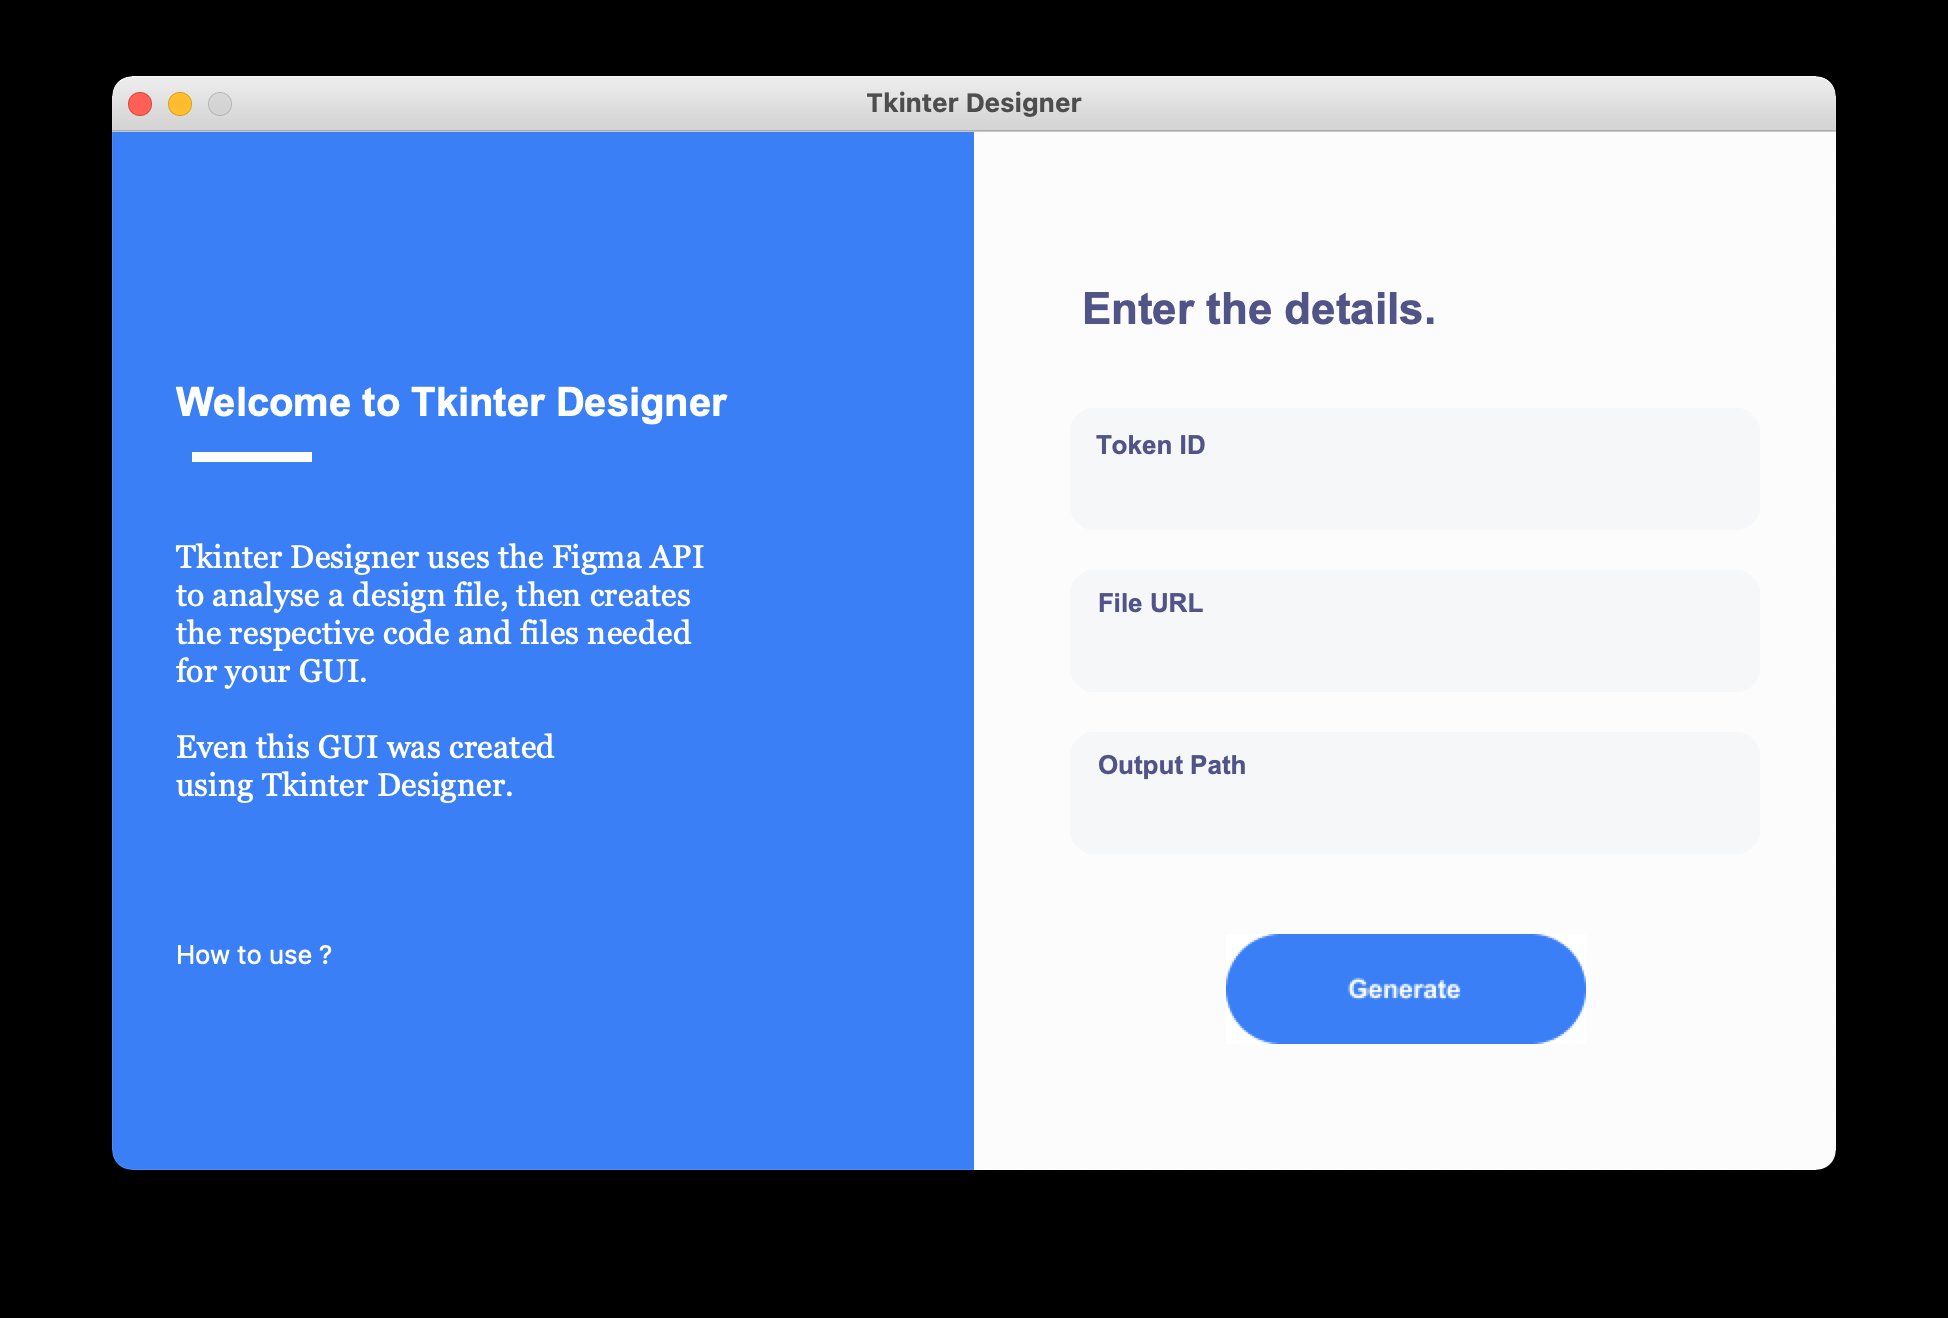 Tkinter Designer
Welcome to Tkinter Designer
Tkinter Designer uses the Figma API
to analyse a design file, then creates
the respective code and files needed
for your GUI.
Even this GUI was created
using Tkinter Designer.
How to use ?
Enter the details.
Token ID
File URL
Output Path
Generate